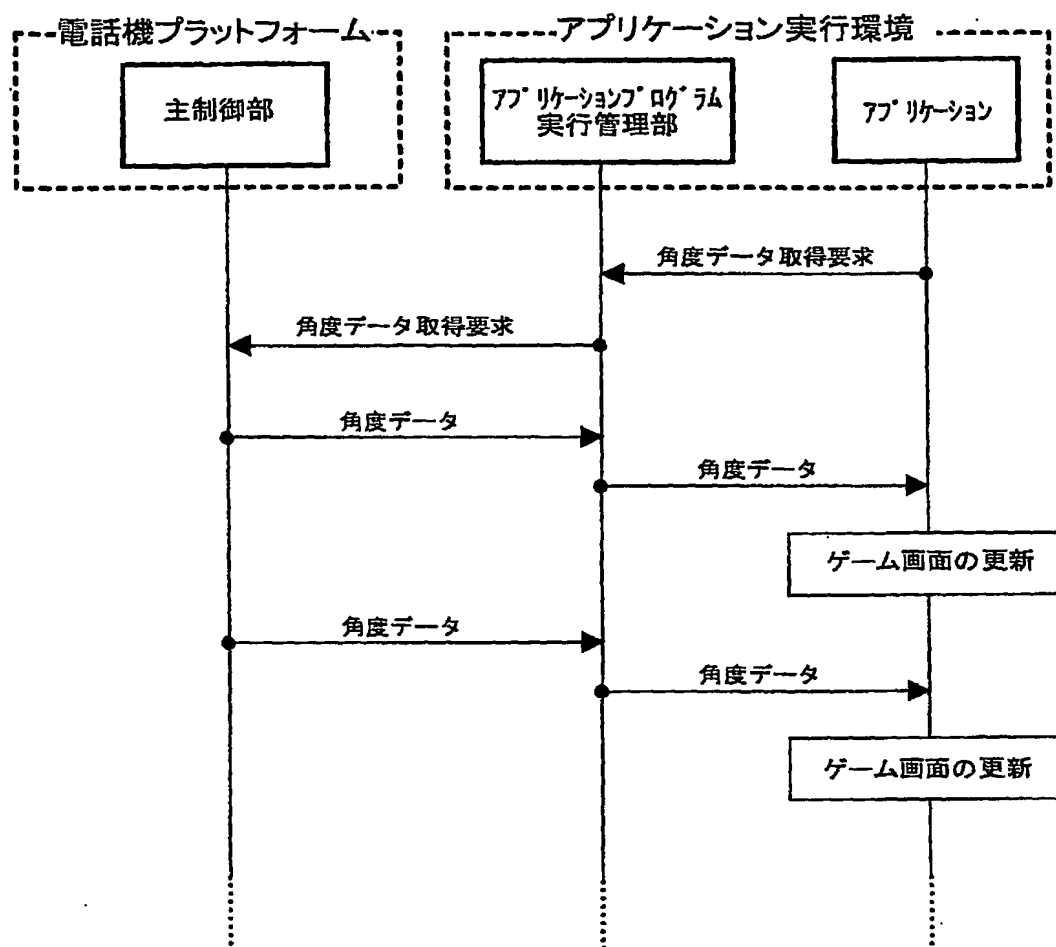 電話機プラットフォーム
アプリケーション実行環境
主制御部
アプリケーションプログラム
実行管理部
アプリケーション
角度データ取得要求
角度データ取得要求
角度データ
角度データ
ゲーム画面の更新
角度データ
角度データ
ゲーム画面の更新